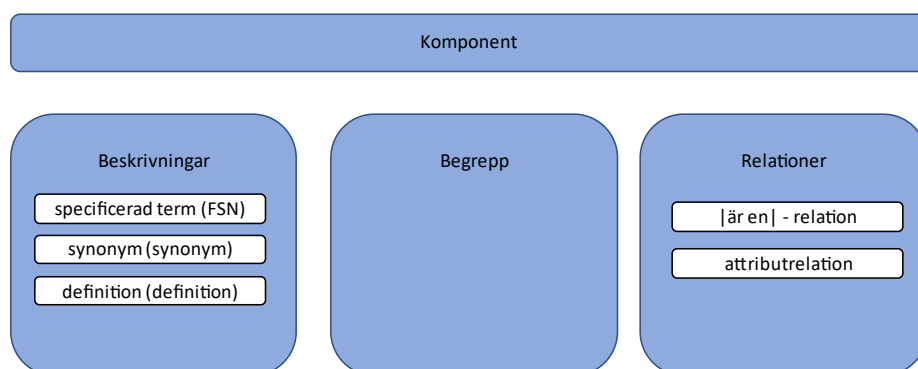 Komponent
Beskrivningar
specificerad term (FSN)
synonym (synonym)
definition (definition)
Begrepp
Relationer
|är en| - relation
attributrelation